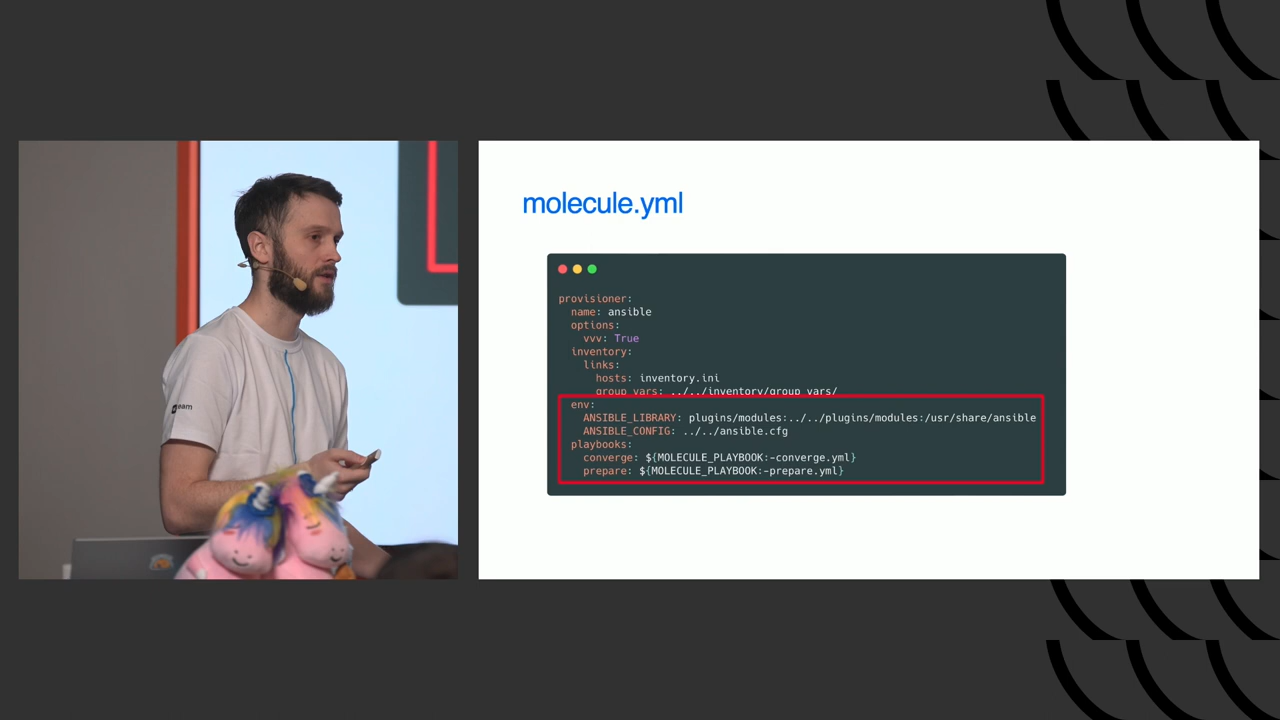 molecule.yml
provisioner:
name: ansible
options:
vvv: True
inventory:
links:
hosts: inventory.ini
group_vars: ../../inventory/group_vars/
env:
ANSIBLE_LIBRARY: plugins/modules:../../plugins/modules:/usr/share/ansible
ANSIBLE_CONFIG: ../../ansible.cfg
playbooks:
converge: ${MOLECULE_PLAYBOOK:-converge.yml}
prepare: ${MOLECULE_PLAYBOOK:-prepare.yml}